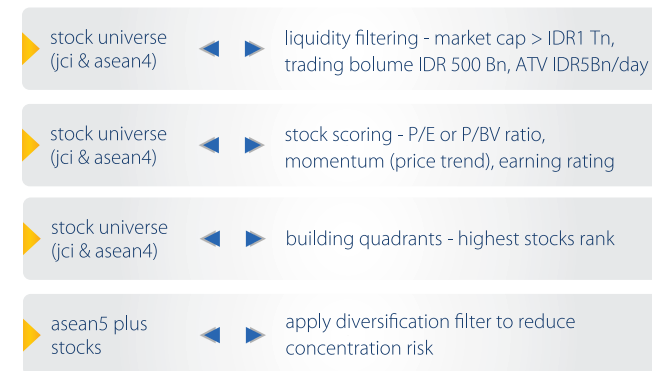 stock universe
(jci & asean4)
liquidity filtering - market cap > IDR1 Tn,
trading bolume IDR 500 Bn, ATV IDR5Bn/day
stock universe
(jci & asean4)
stock scoring - P/E or P/BV ratio,
momentum (price trend), earning rating
stock universe
(jci & asean4)
building quadrants - highest stocks rank
asean5 plus
stocks
apply diversification filter to reduce
concentration risk